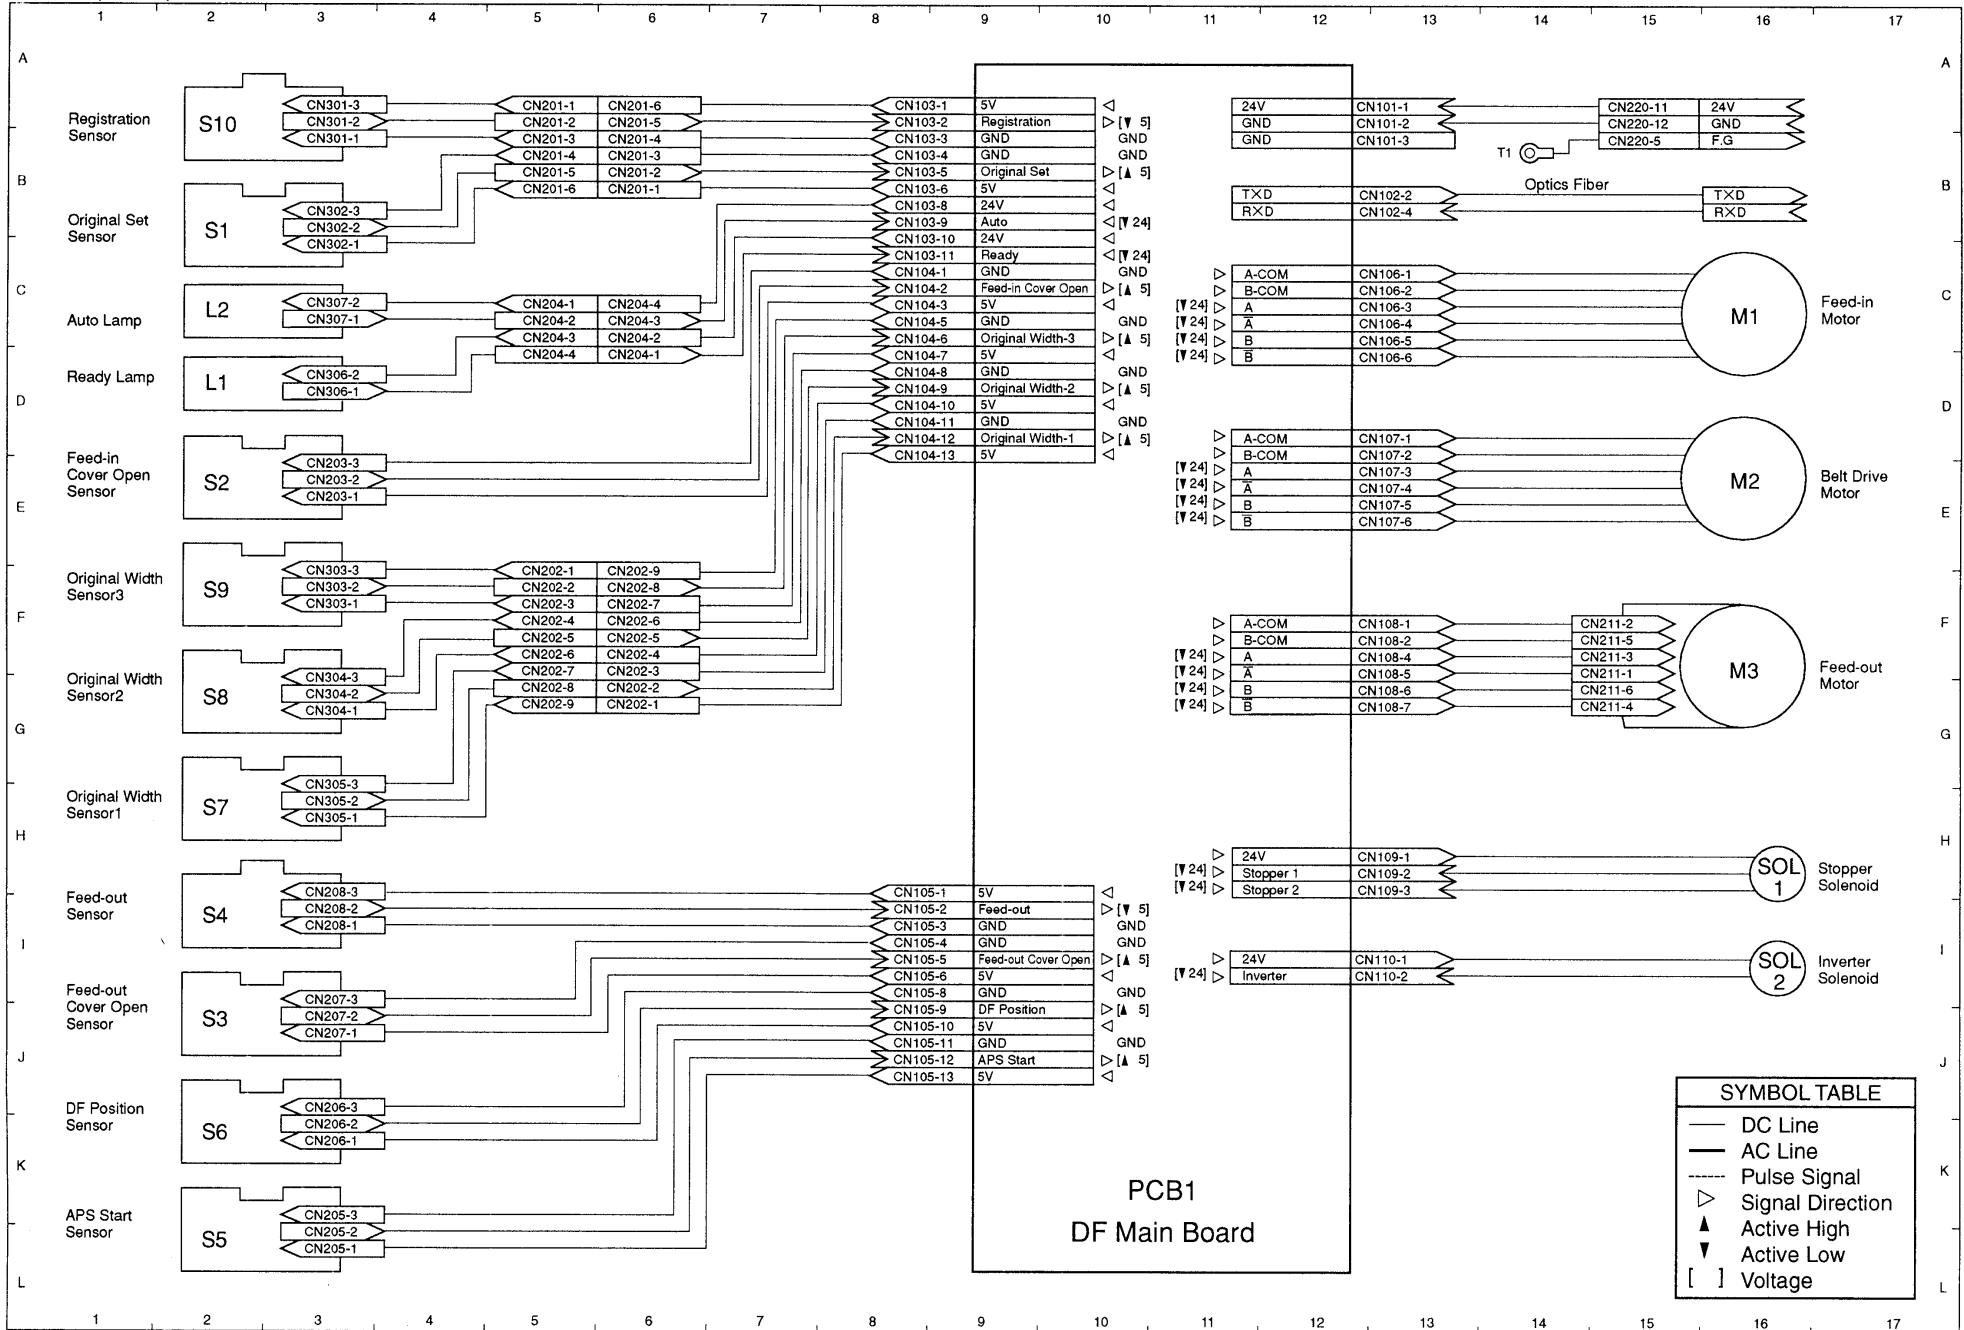 1 2 3 4 5 6 7 8 9 10 11 12 13 14 15 16 17
A
B
C
D
E
F
G
H
I
J
K
L
Registration
Sensor
S10
CN301-3
CN301-2
CN301-1
Original Set
Sensor
S1
CN302-3
CN302-2
CN302-1
Auto Lamp
L2
CN307-2
CN307-1
Ready Lamp
L1
CN306-2
CN306-1
Feed-in
Cover Open
Sensor
S2
CN203-3
CN203-2
CN203-1
Original Width
Sensor3
S9
CN303-3
CN303-2
CN303-1
Original Width
Sensor2
S8
CN304-3
CN304-2
CN304-1
Original Width
Sensor1
S7
CN305-3
CN305-2
CN305-1
Feed-out
Sensor
S4
CN208-3
CN208-2
CN208-1
Feed-out
Cover Open
Sensor
S3
CN207-3
CN207-2
CN207-1
DF Position
Sensor
S6
CN206-3
CN206-2
CN206-1
APS Start
Sensor
S5
CN205-3
CN205-2
CN205-1
CN201-1 CN201-6
CN201-2 CN201-5
CN201-3 CN201-4
CN201-4 CN201-3
CN201-5 CN201-2
CN201-6 CN201-1
CN204-1 CN204-4
CN204-2 CN204-3
CN204-3 CN204-2
CN204-4 CN204-1
CN202-1 CN202-9
CN202-2 CN202-8
CN202-3 CN202-7
CN202-4 CN202-6
CN202-5 CN202-5
CN202-6 CN202-4
CN202-7 CN202-3
CN202-8 CN202-2
CN202-9 CN202-1
CN103-1 5V ◁
CN103-2 Registration ▷[▼ 5]
CN103-3 GND GND
CN103-4 GND GND
CN103-5 Original Set ▷[▲ 5]
CN103-6 5V ◁
CN103-8 24V ◁
CN103-9 Auto ◁[▼ 24]
CN103-10 24V ◁
CN103-11 Ready ◁[▼ 24]
CN104-1 GND GND
CN104-2 Feed-in Cover Open ▷[▲ 5]
CN104-3 5V ◁
CN104-5 GND GND
CN104-6 Original Width-3 ▷[▲ 5]
CN104-7 5V ◁
CN104-8 GND GND
CN104-9 Original Width-2 ▷[▲ 5]
CN104-10 5V ◁
CN104-11 GND GND
CN104-12 Original Width-1 ▷[▲ 5]
CN104-13 5V ◁
CN105-1 5V ◁
CN105-2 Feed-out ▷[▼ 5]
CN105-3 GND GND
CN105-4 GND GND
CN105-5 Feed-out Cover Open ▷[▲ 5]
CN105-6 5V ◁
CN105-8 GND GND
CN105-9 DF Position ▷[▲ 5]
CN105-10 5V ◁
CN105-11 GND GND
CN105-12 APS Start ▷[▲ 5]
CN105-13 5V ◁
PCB1
DF Main Board
24V CN101-1 CN220-11 24V
GND CN101-2 CN220-12 GND
GND CN101-3 T1 CN220-5 F.G
Optics Fiber
T×D CN102-2 T×D
R×D CN102-4 R×D
▷ A-COM CN106-1
▷ B-COM CN106-2
[▼ 24] ▷ A CN106-3
[▼ 24] ▷ A̅ CN106-4
[▼ 24] ▷ B CN106-5
[▼ 24] ▷ B̅ CN106-6
M1
Feed-in
Motor
▷ A-COM CN107-1
▷ B-COM CN107-2
[▼ 24] ▷ A CN107-3
[▼ 24] ▷ A̅ CN107-4
[▼ 24] ▷ B CN107-5
[▼ 24] ▷ B̅ CN107-6
M2
Belt Drive
Motor
▷ A-COM CN108-1 CN211-2
▷ B-COM CN108-2 CN211-5
[▼ 24] ▷ A CN108-4 CN211-3
[▼ 24] ▷ A̅ CN108-5 CN211-1
[▼ 24] ▷ B CN108-6 CN211-6
[▼ 24] ▷ B̅ CN108-7 CN211-4
M3
Feed-out
Motor
▷ 24V CN109-1
[▼ 24] ▷ Stopper 1 CN109-2
[▼ 24] ▷ Stopper 2 CN109-3
SOL
1
Stopper
Solenoid
▷ 24V CN110-1
[▼ 24] ▷ Inverter CN110-2
SOL
2
Inverter
Solenoid
SYMBOL TABLE
DC Line
AC Line
Pulse Signal
▷ Signal Direction
▲ Active High
▼ Active Low
[ ] Voltage
A
B
C
D
E
F
G
H
I
J
K
L
1 2 3 4 5 6 7 8 9 10 11 12 13 14 15 16 17